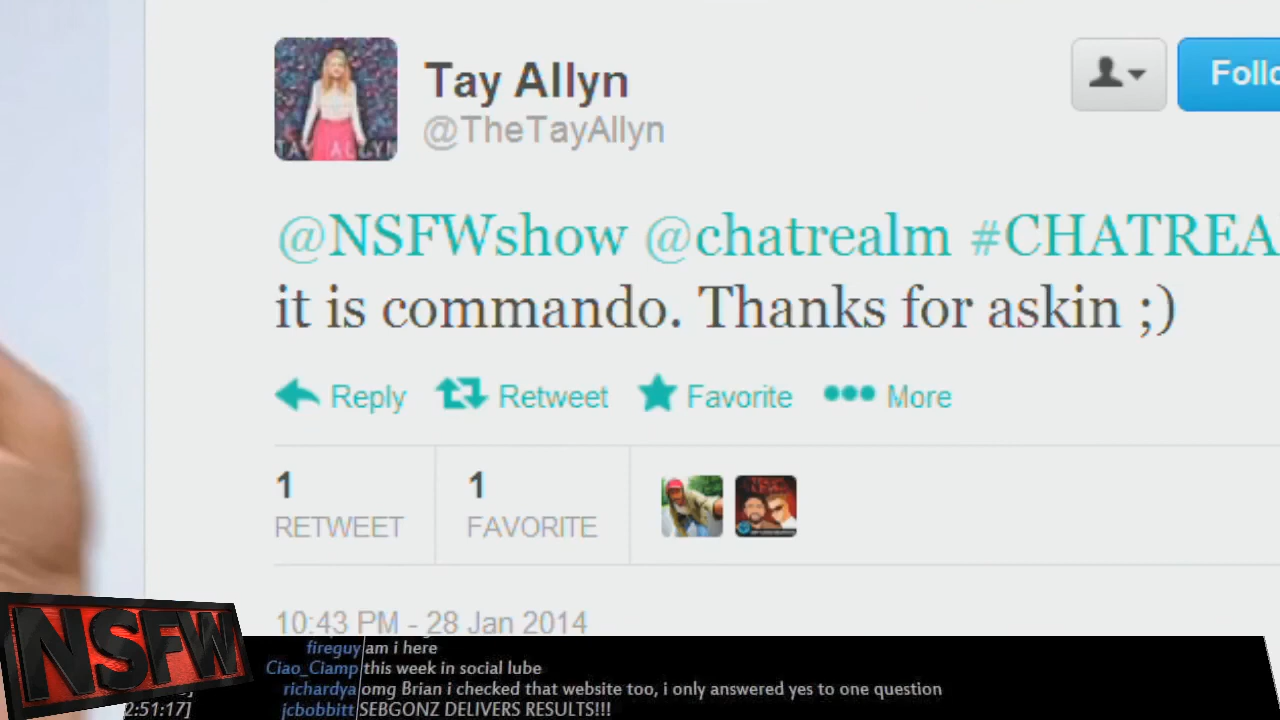 Tay Allyn
Follo
@TheTayAllyn
TAY ALLYN
@NSFWshow @chatrealm #CHATREA
it is commando. Thanks for askin ;)
Reply Retweet Favorite More
1 1
RETWEET FAVORITE
10:43 PM - 28 Jan 2014
NSFW
fireguy am i here
Ciao_Ciamp this week in social lube
richardya omg Brian i checked that website too, i only answered yes to one question
2:51:17] jcbobbitt SEBGONZ DELIVERS RESULTS!!!